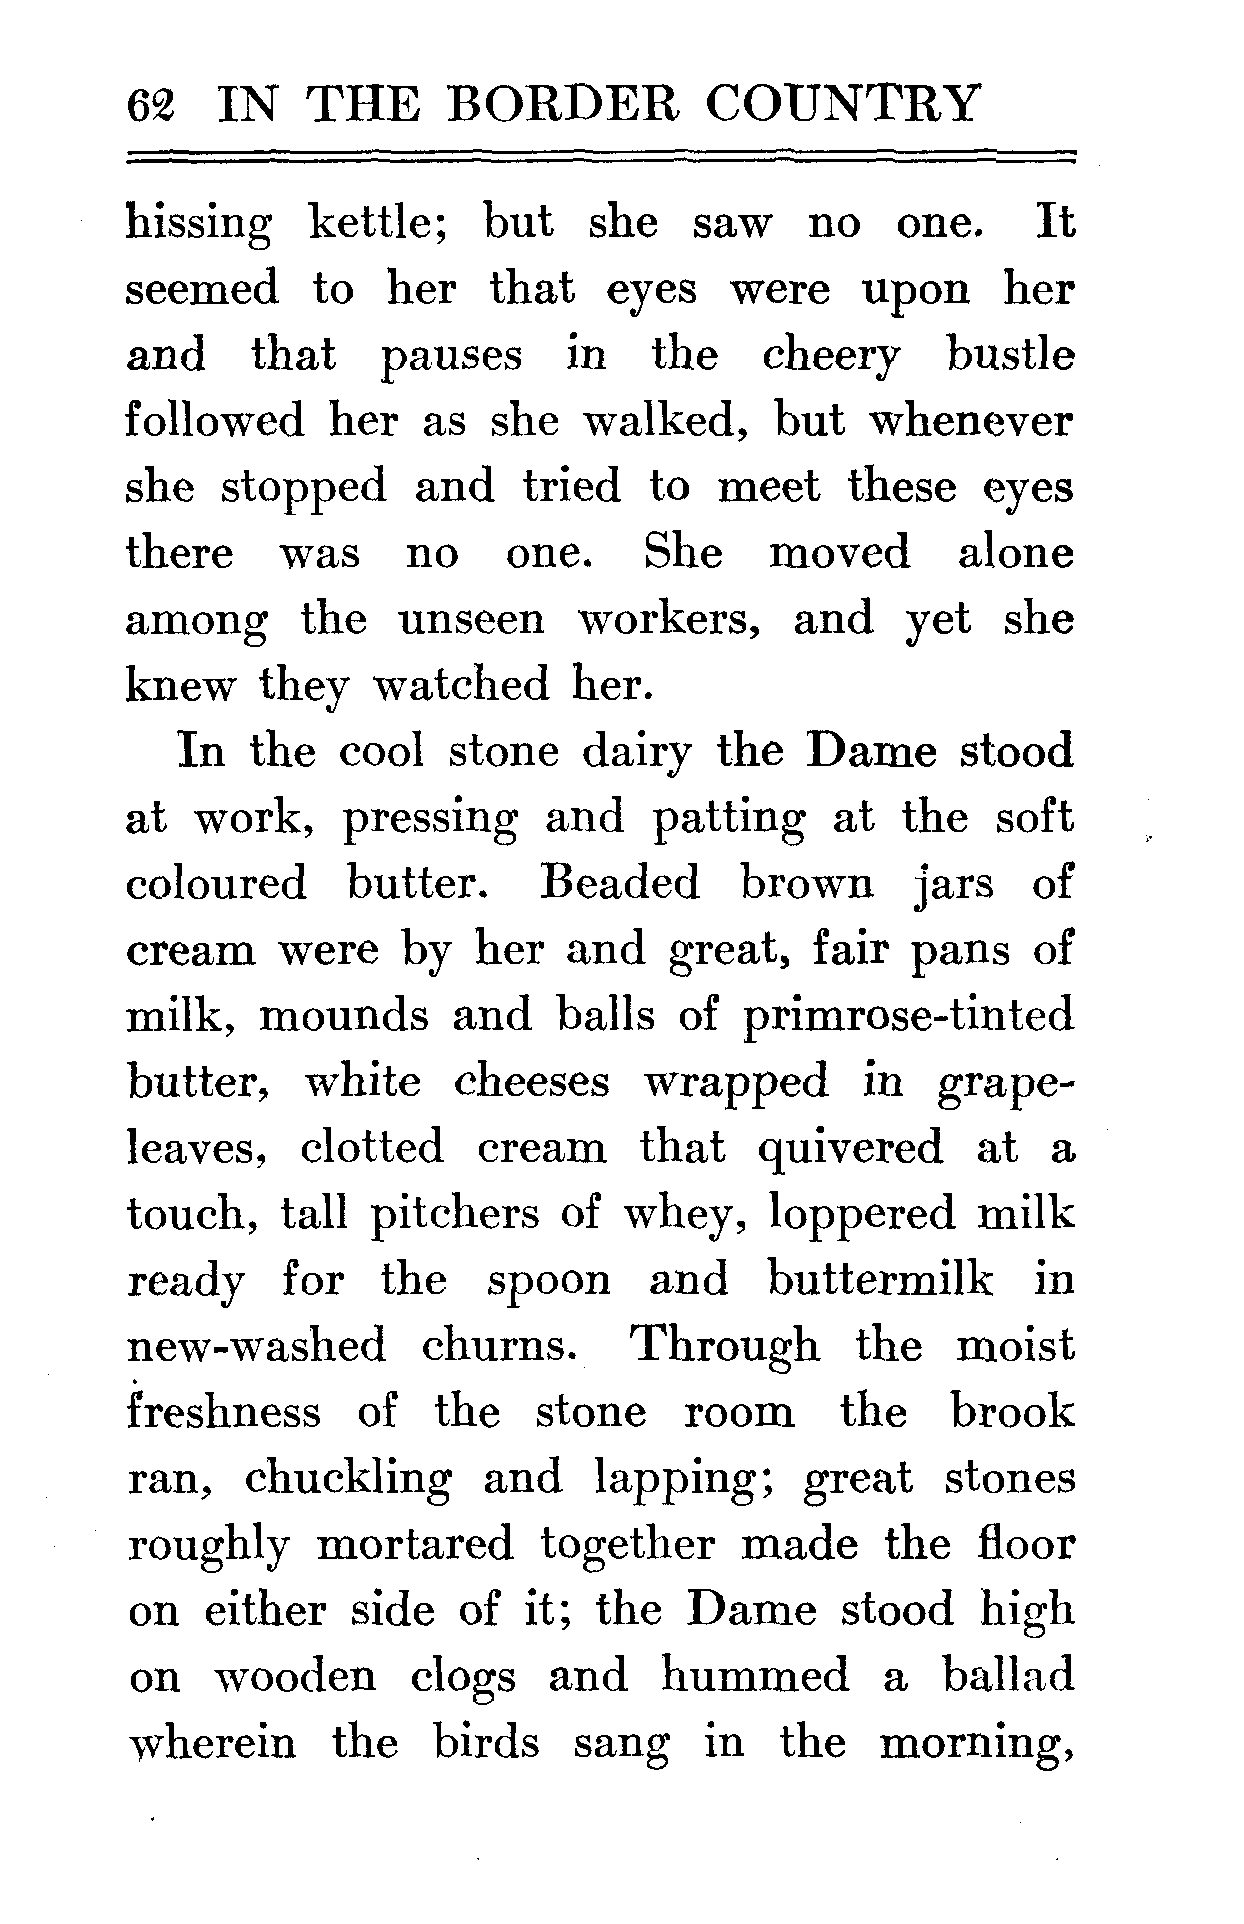 62 IN THE BORDER COUNTRY
hissing kettle; but she saw no one. It
seemed to her that eyes were upon her
and that pauses in the cheery bustle
followed her as she walked, but whenever
she stopped and tried to meet these eyes
there was no one. She moved alone
among the unseen workers, and yet she
knew they watched her.
In the cool stone dairy the Dame stood
at work, pressing and patting at the soft
coloured butter. Beaded brown jars of
cream were by her and great, fair pans of
milk, mounds and balls of primrose-tinted
butter, white cheeses wrapped in grape-
leaves, clotted cream that quivered at a
touch, tall pitchers of whey, loppered milk
ready for the spoon and buttermilk in
new-washed churns. Through the moist
freshness of the stone room the brook
ran, chuckling and lapping; great stones
roughly mortared together made the floor
on either side of it; the Dame stood high
on wooden clogs and hummed a ballad
wherein the birds sang in the morning,